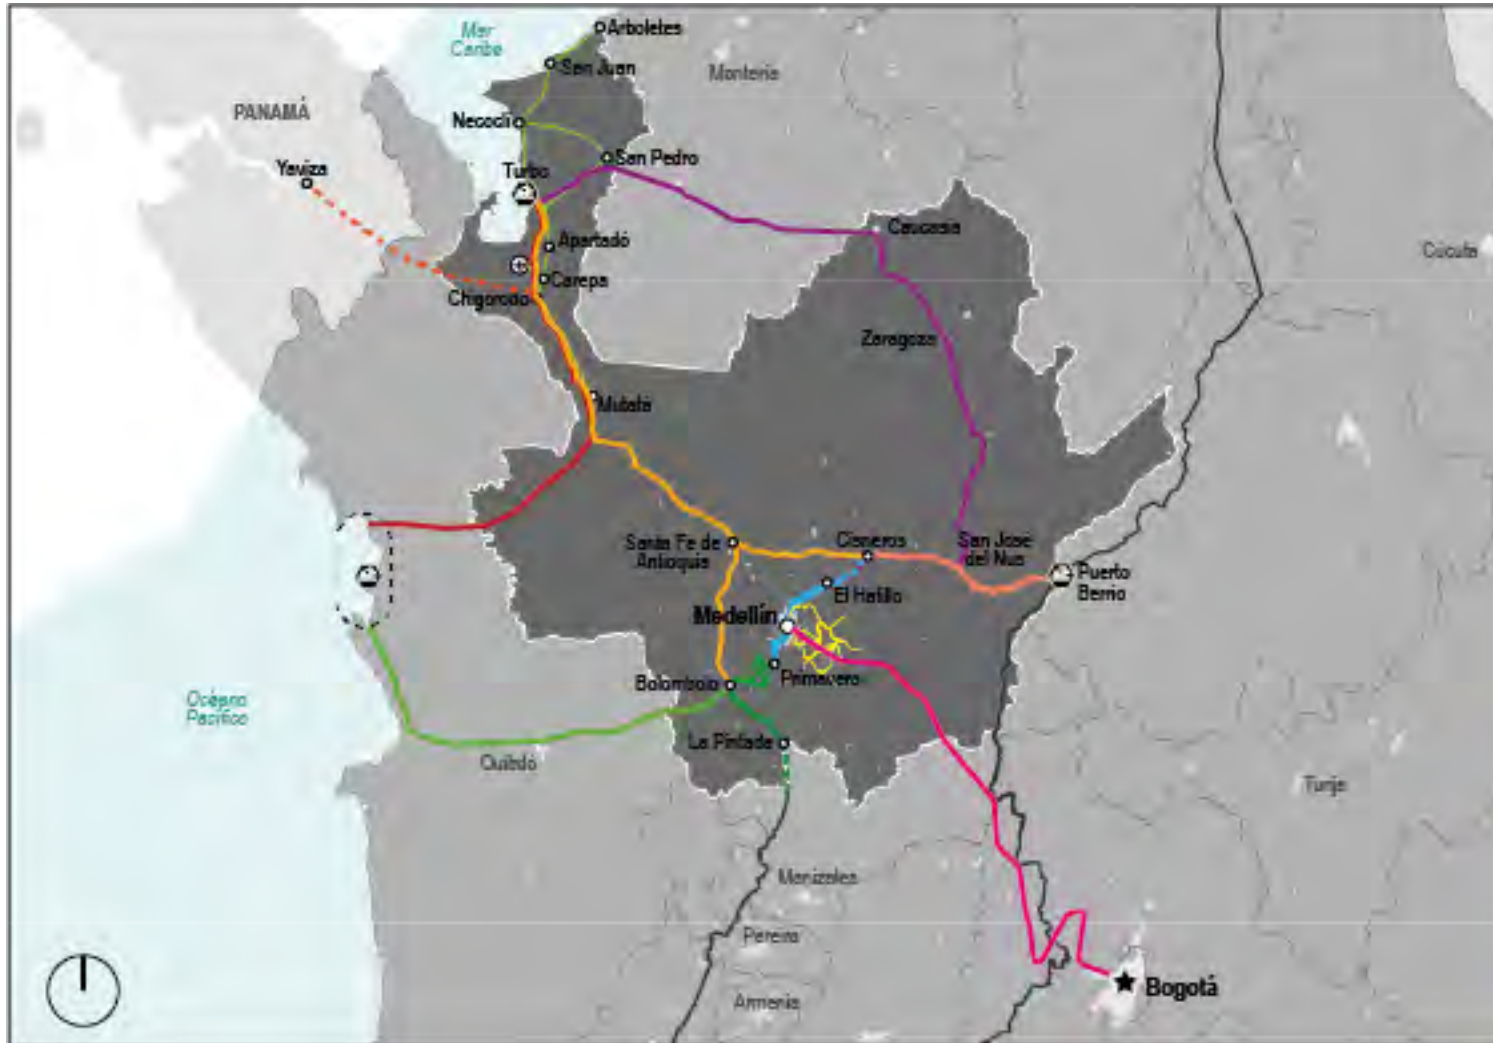 Mar
Caribe
Arboletes
San Juan
Montería
PANAMÁ
Necoclí
San Pedro
Yaviza
Turbo
Caucasia
Apartadó
Cúcuta
Carepa
Chigorodo
Zaragoza
Mutatá
Santa Fe de
Antioquia
Cisneros
San José
del Nus
Puerto
Berrio
El Hatillo
Medellín
Primavera
Bolombolo
Océano
Pacífico
La Pintada
Quibdó
Tunja
Manizales
Pereira
Armenia
Bogotá